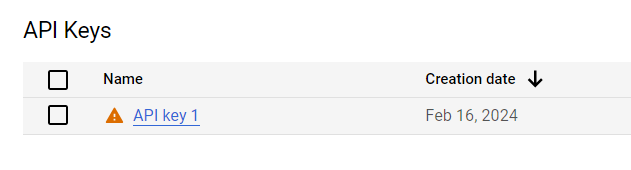 API Keys
Name Creation date
API key 1 Feb 16, 2024